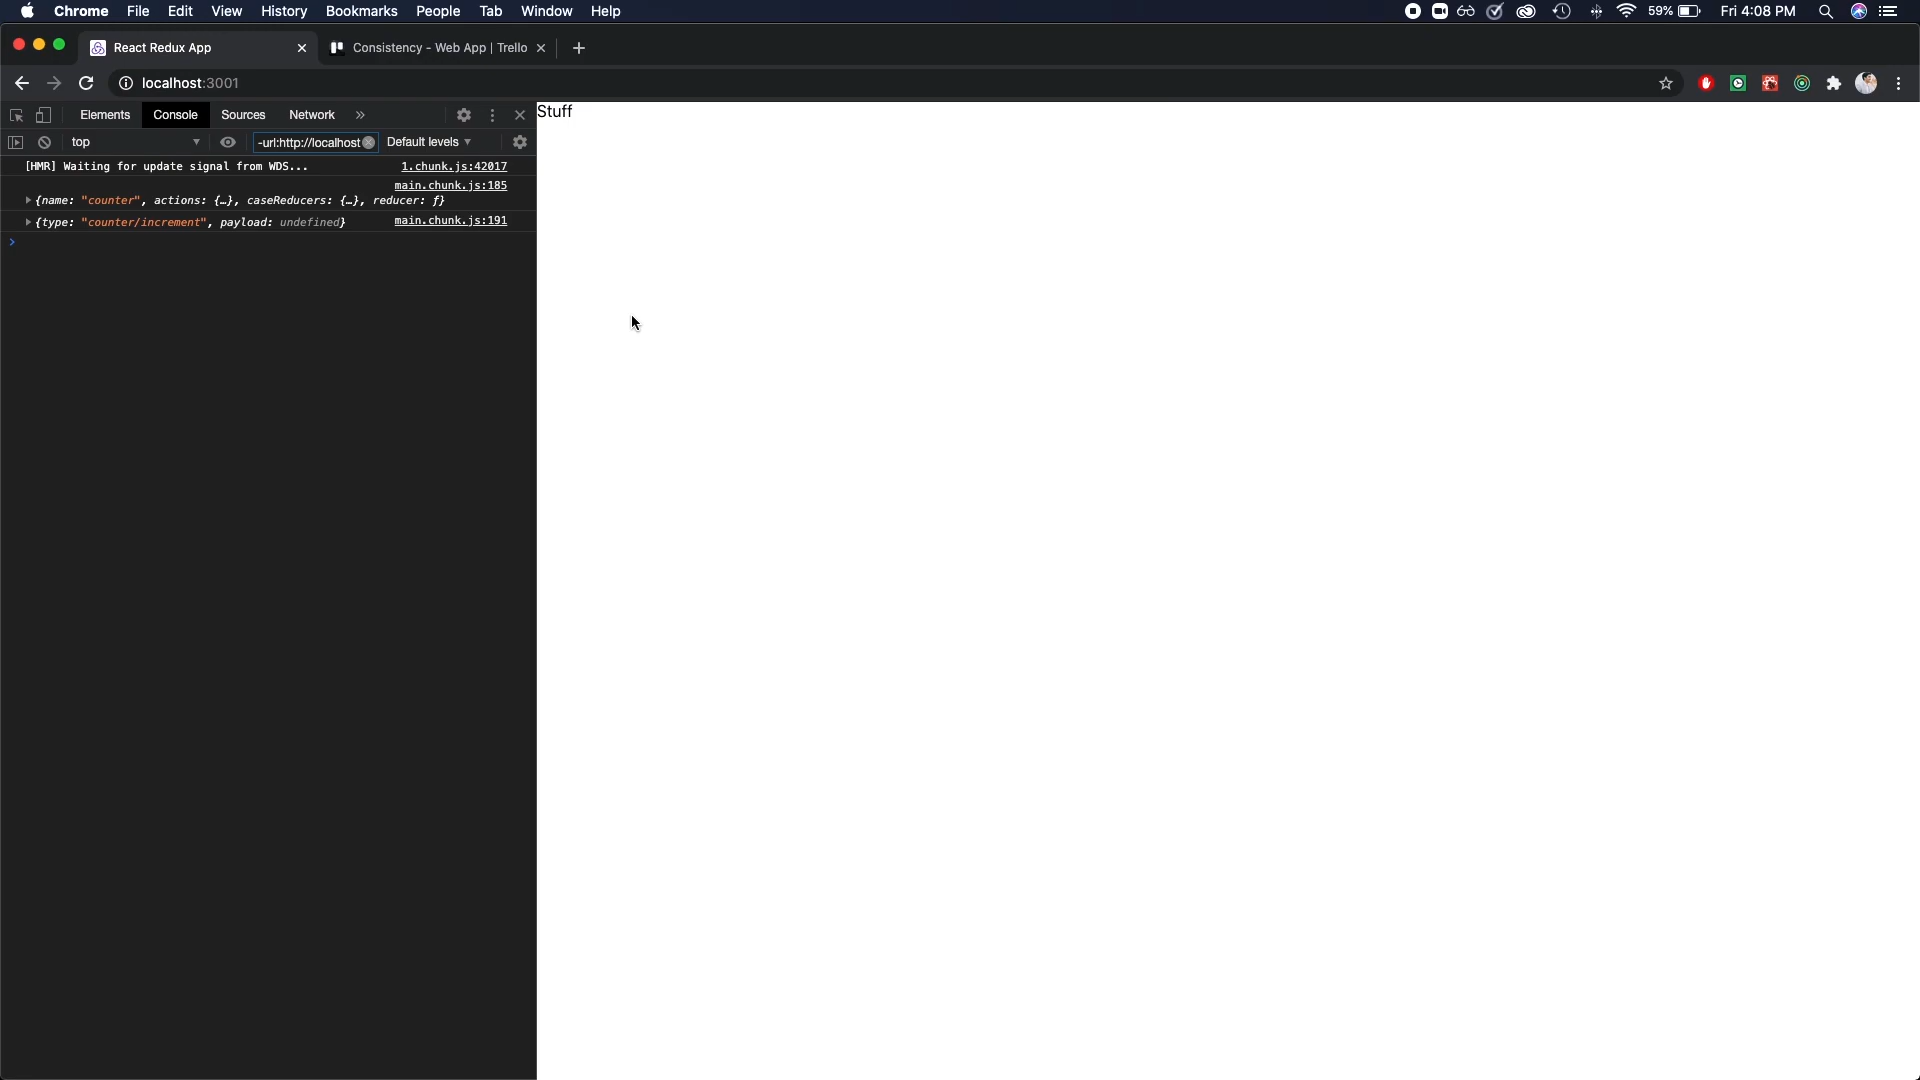 Chrome File Edit View History Bookmarks People Tab Window Help 59% Fri 4:08 PM
React Redux App Consistency - Web App | Trello
localhost:3001
Elements Console Sources Network »
top -url:http://localhost Default levels
[HMR] Waiting for update signal from WDS... 1.chunk.js:42017
main.chunk.js:185
{name: "counter", actions: {…}, caseReducers: {…}, reducer: ƒ}
{type: "counter/increment", payload: undefined} main.chunk.js:191
Stuff